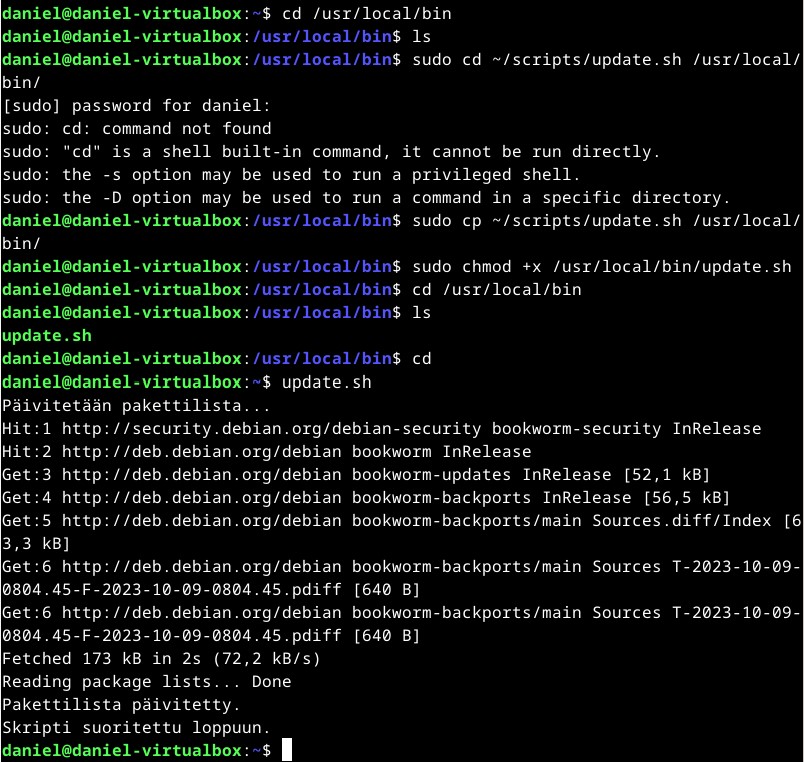 daniel@daniel-virtualbox:~$ cd /usr/local/bin
daniel@daniel-virtualbox:/usr/local/bin$ ls
daniel@daniel-virtualbox:/usr/local/bin$ sudo cd ~/scripts/update.sh /usr/local/
bin/
[sudo] password for daniel:
sudo: cd: command not found
sudo: "cd" is a shell built-in command, it cannot be run directly.
sudo: the -s option may be used to run a privileged shell.
sudo: the -D option may be used to run a command in a specific directory.
daniel@daniel-virtualbox:/usr/local/bin$ sudo cp ~/scripts/update.sh /usr/local/
bin/
daniel@daniel-virtualbox:/usr/local/bin$ sudo chmod +x /usr/local/bin/update.sh
daniel@daniel-virtualbox:/usr/local/bin$ cd /usr/local/bin
daniel@daniel-virtualbox:/usr/local/bin$ ls
update.sh
daniel@daniel-virtualbox:/usr/local/bin$ cd
daniel@daniel-virtualbox:~$ update.sh
Päivitetään pakettilista...
Hit:1 http://security.debian.org/debian-security bookworm-security InRelease
Hit:2 http://deb.debian.org/debian bookworm InRelease
Get:3 http://deb.debian.org/debian bookworm-updates InRelease [52,1 kB]
Get:4 http://deb.debian.org/debian bookworm-backports InRelease [56,5 kB]
Get:5 http://deb.debian.org/debian bookworm-backports/main Sources.diff/Index [6
3,3 kB]
Get:6 http://deb.debian.org/debian bookworm-backports/main Sources T-2023-10-09-
0804.45-F-2023-10-09-0804.45.pdiff [640 B]
Get:6 http://deb.debian.org/debian bookworm-backports/main Sources T-2023-10-09-
0804.45-F-2023-10-09-0804.45.pdiff [640 B]
Fetched 173 kB in 2s (72,2 kB/s)
Reading package lists... Done
Pakettilista päivitetty.
Skripti suoritettu loppuun.
daniel@daniel-virtualbox:~$